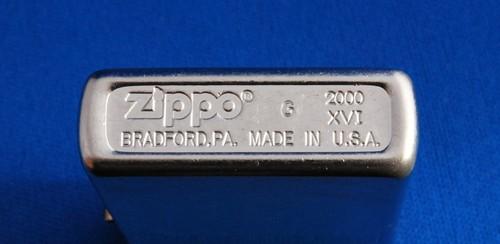 Zippo® G 2000
XVI
BRADFORD,PA. MADE IN U.S.A.